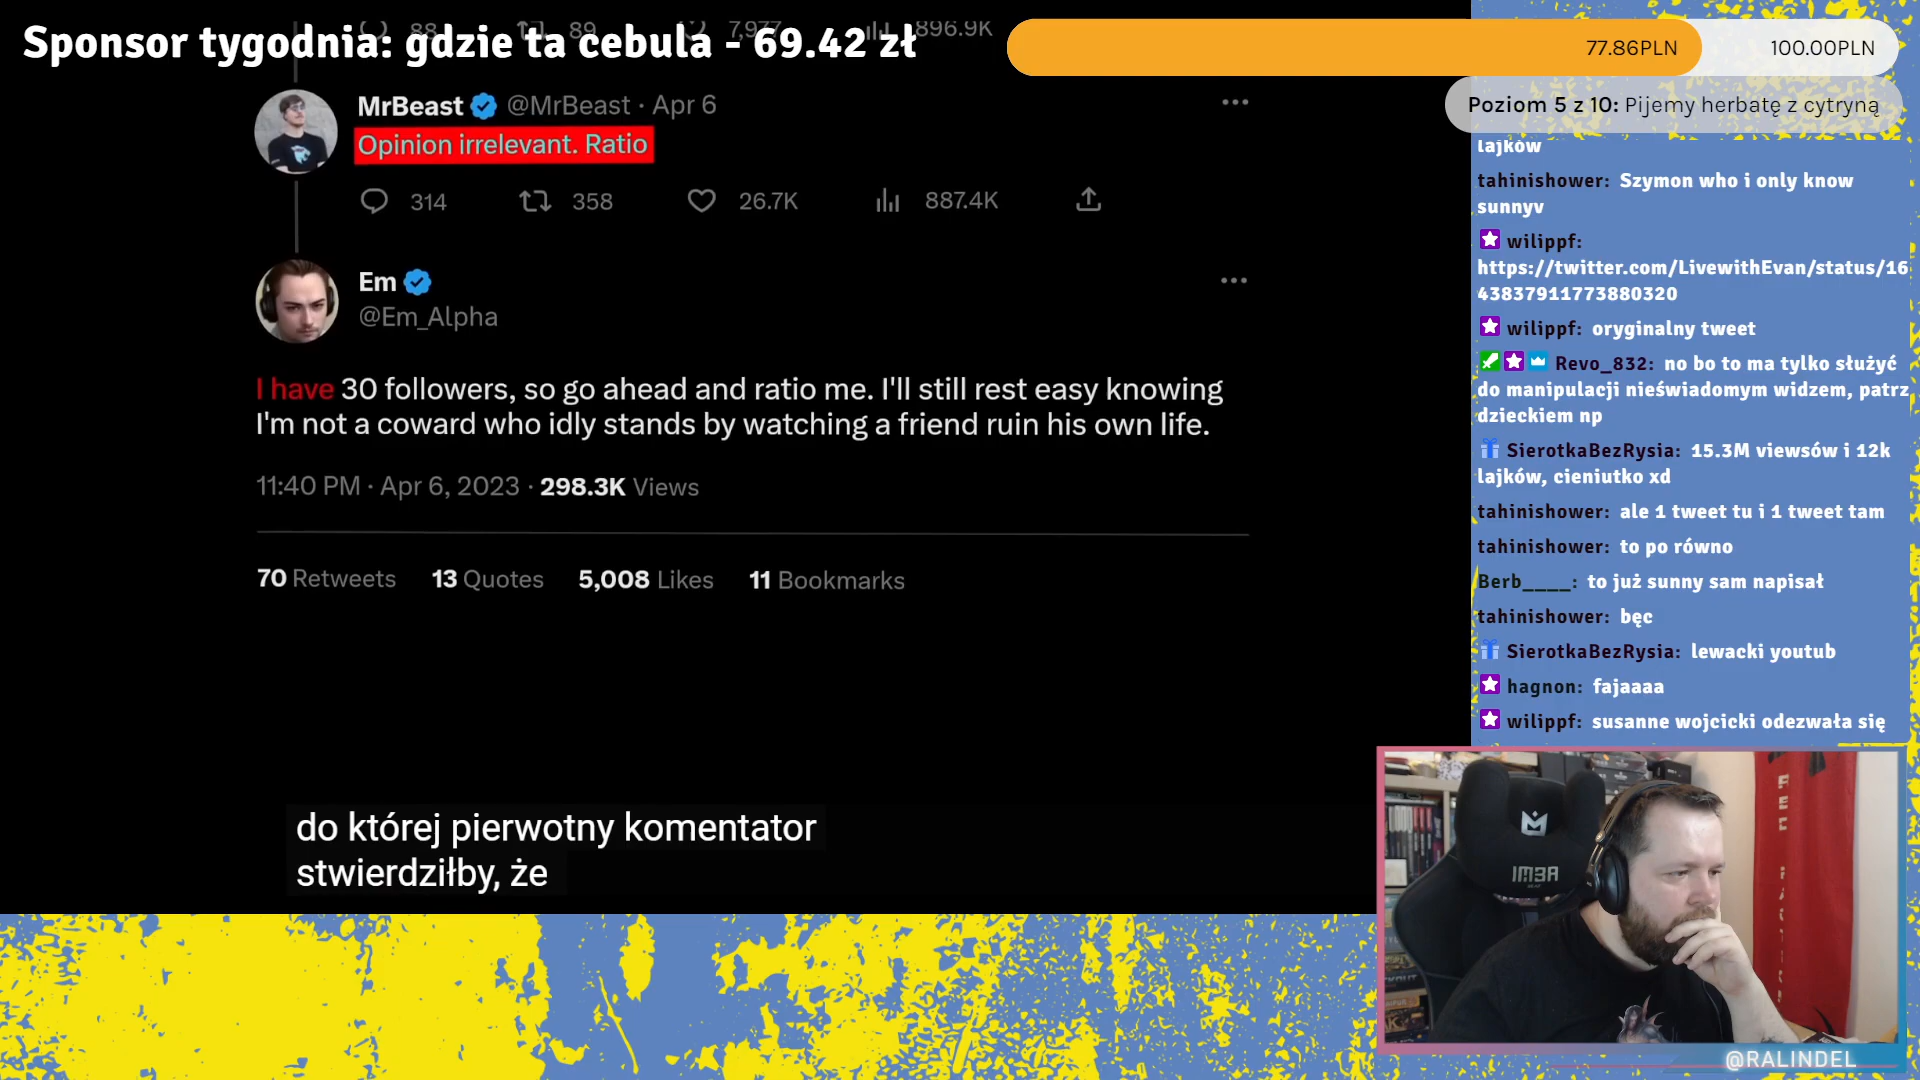 88 89 7,977 896.9K
Sponsor tygodnia: gdzie ta cebula - 69.42 zł
77.86PLN 100.00PLN
Poziom 5 z 10: Pijemy herbatę z cytryną
MrBeast @MrBeast · Apr 6
Opinion irrelevant. Ratio
314 358 26.7K 887.4K
Em
@Em_Alpha
I have 30 followers, so go ahead and ratio me. I'll still rest easy knowing
I'm not a coward who idly stands by watching a friend ruin his own life.
11:40 PM · Apr 6, 2023 · 298.3K Views
70 Retweets 13 Quotes 5,008 Likes 11 Bookmarks
do której pierwotny komentator
stwierdziłby, że
lajków
tahinishower: Szymon who i only know
sunnyv
wilippf:
https://twitter.com/LivewithEvan/status/16
43837911773880320
wilippf: oryginalny tweet
Revo_832: no bo to ma tylko służyć
do manipulacji nieświadomym widzem, patrz
dzieckiem np
SierotkaBezRysia: 15.3M viewsów i 12k
lajków, cieniutko xd
tahinishower: ale 1 tweet tu i 1 tweet tam
tahinishower: to po równo
Berb____: to już sunny sam napisał
tahinishower: bęc
SierotkaBezRysia: lewacki youtub
hagnon: fajaaaa
wilippf: susanne wojcicki odezwała się
IM3A
@RALINDEL